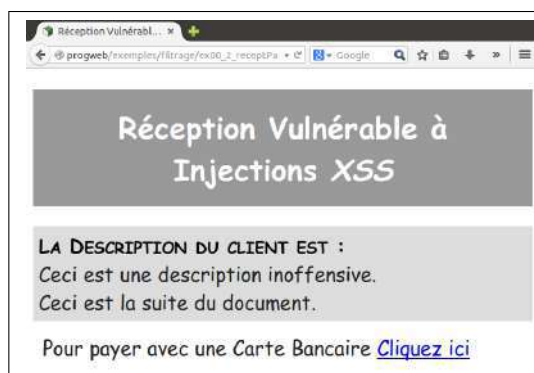 Réception Vulnérabl... ×
progweb/exemples/filtrage/ex00_2_receptPa
Google
Réception Vulnérable à
Injections XSS
LA DESCRIPTION DU CLIENT EST :
Ceci est une description inoffensive.
Ceci est la suite du document.
Pour payer avec une Carte Bancaire Cliquez ici